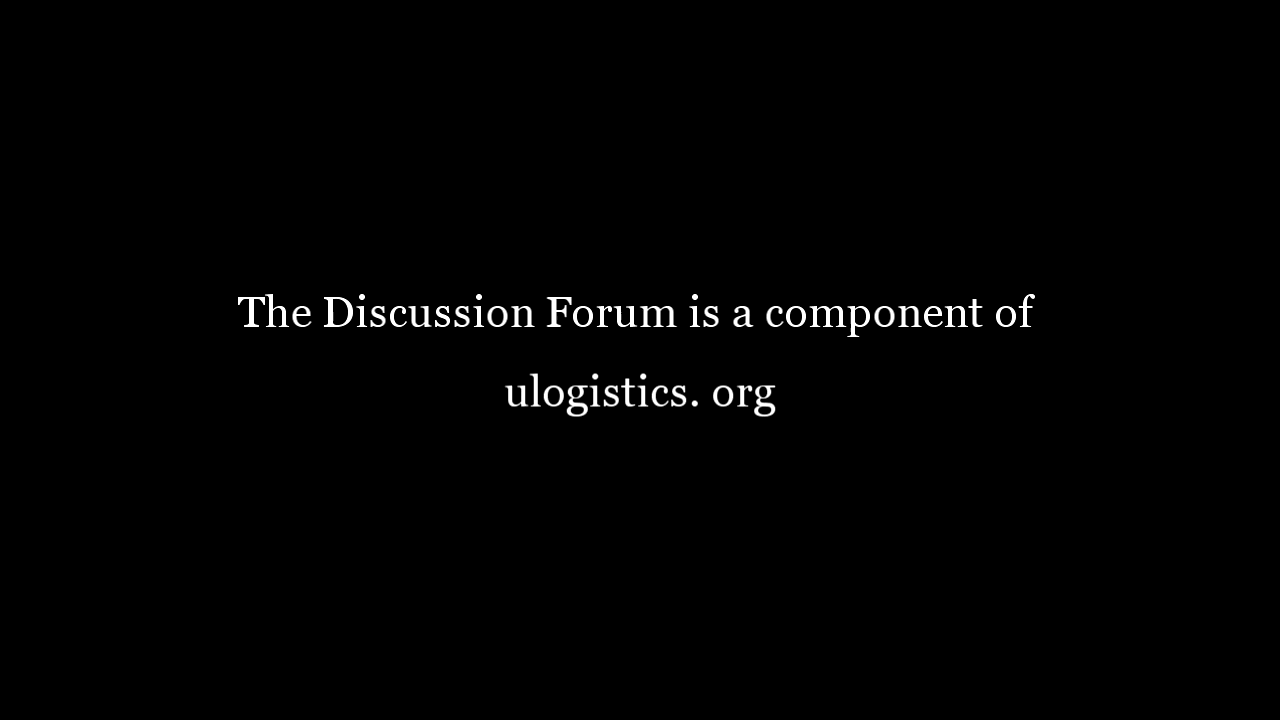 The Discussion Forum is a component of
ulogistics. org